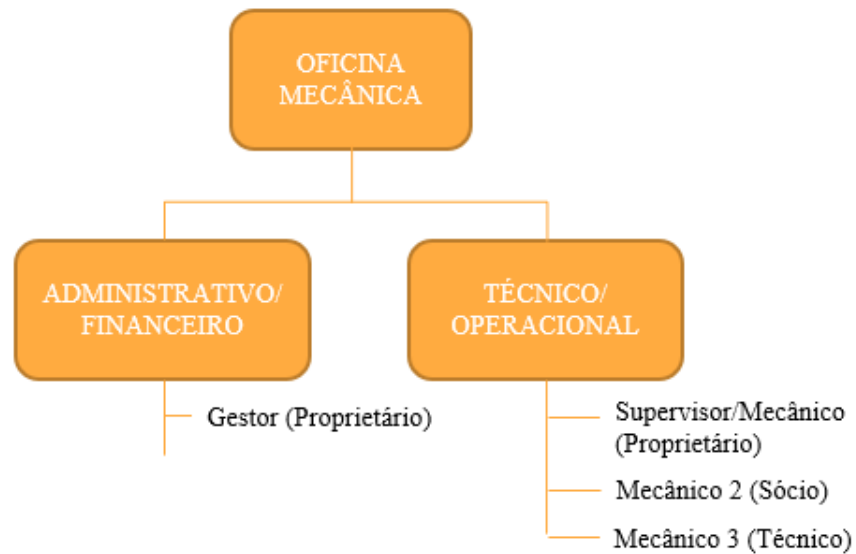 OFICINA
MECÂNICA
ADMINISTRATIVO/
FINANCEIRO
TÉCNICO/
OPERACIONAL
Gestor (Proprietário)
Supervisor/Mecânico
(Proprietário)
Mecânico 2 (Sócio)
Mecânico 3 (Técnico)